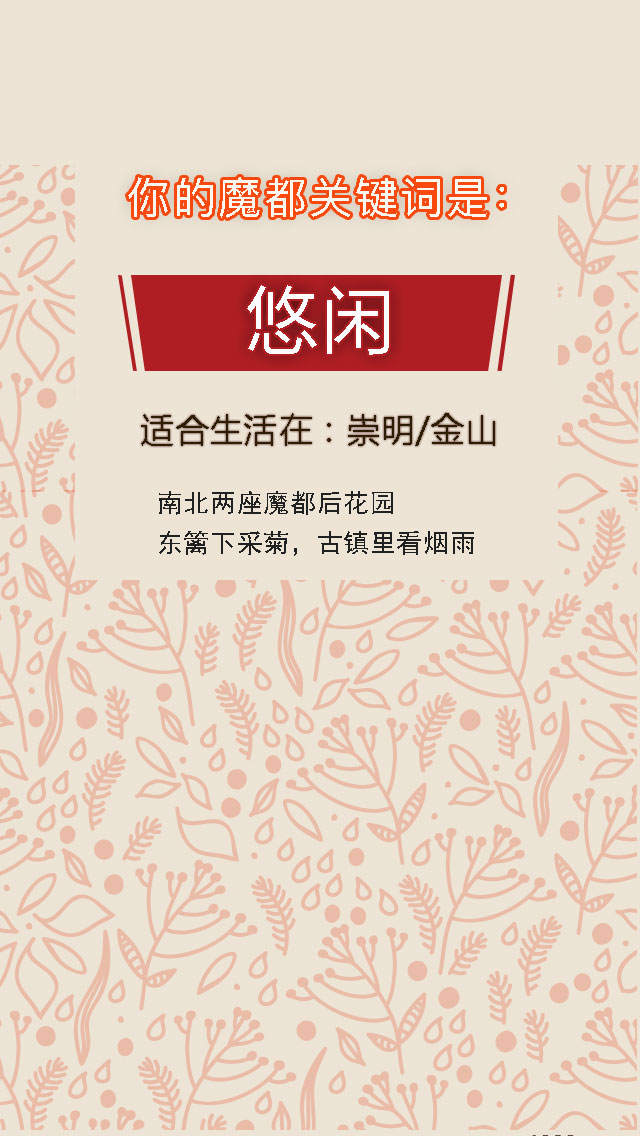 你的魔都关键词是：
悠闲
适合生活在：崇明/金山
南北两座魔都后花园
东篱下采菊，古镇里看烟雨